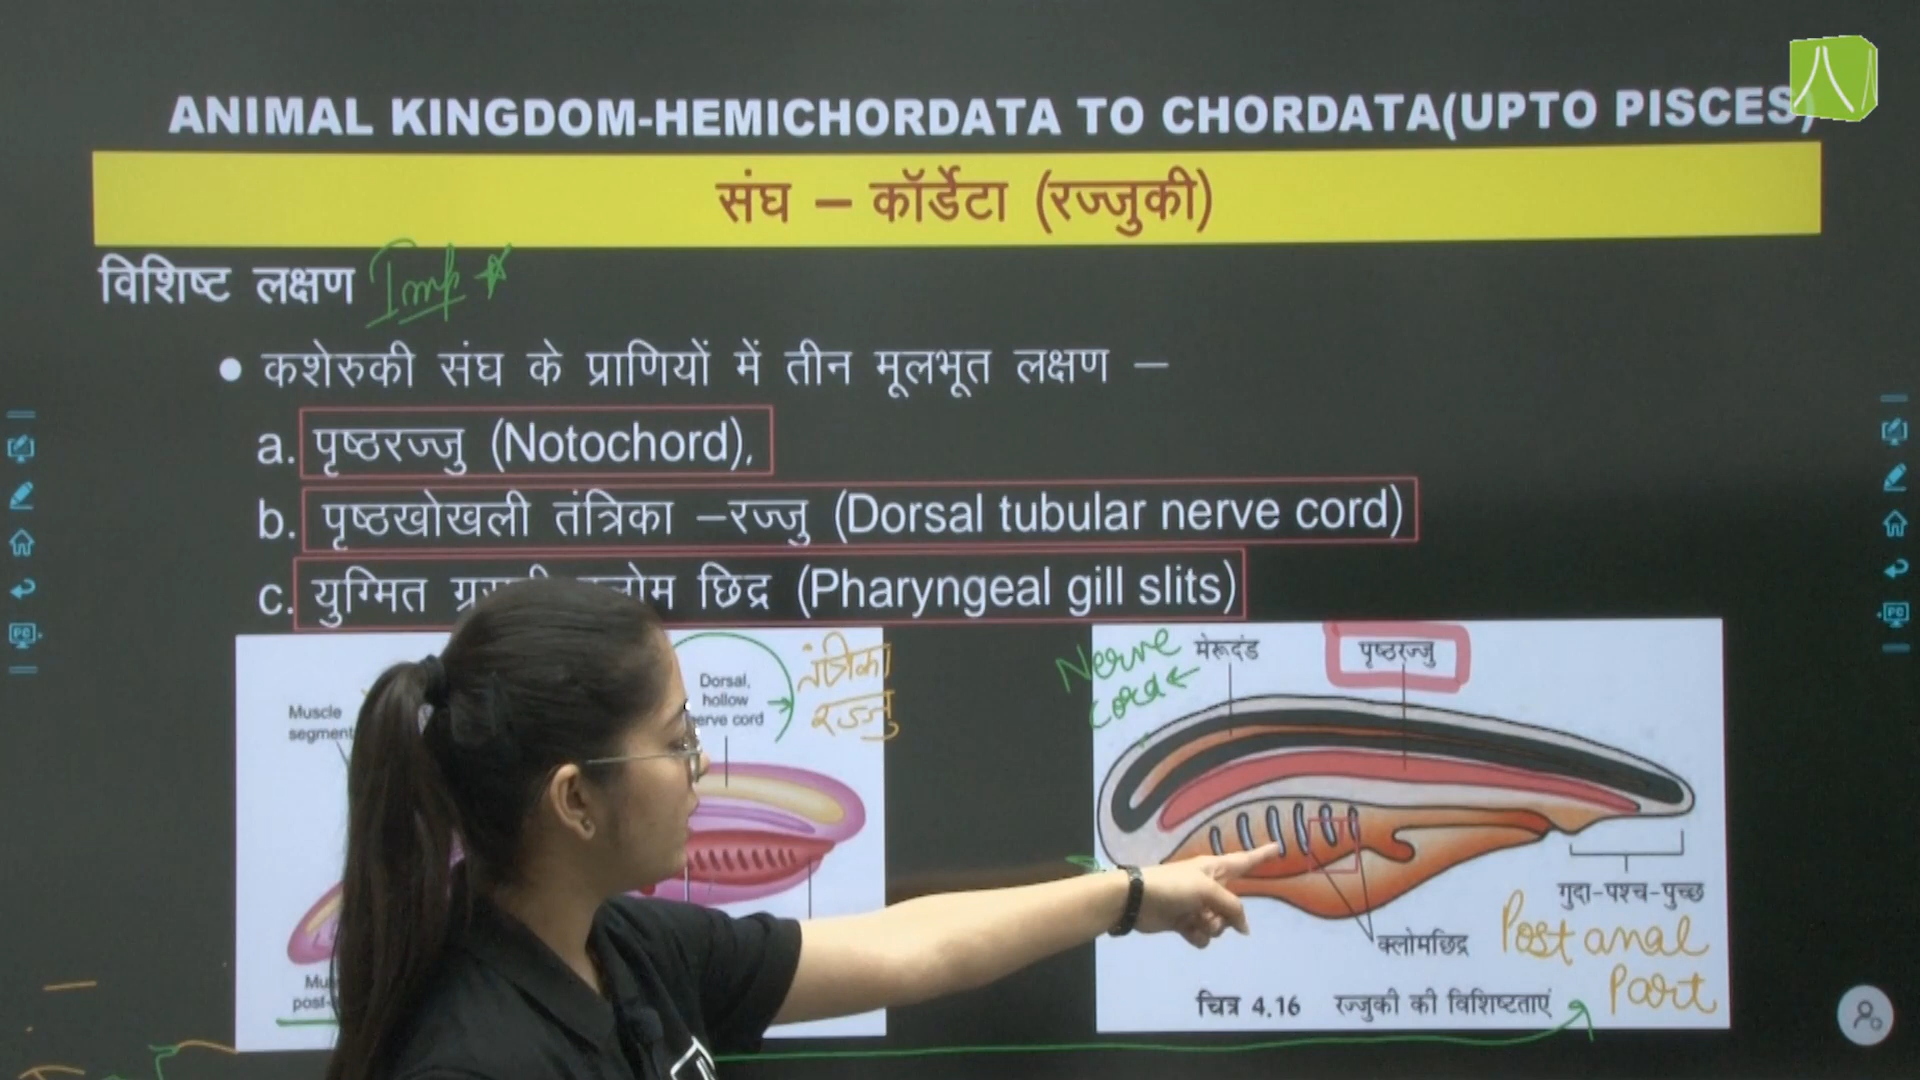 ANIMAL KINGDOM-HEMICHORDATA TO CHORDATA(UPTO PISCES)
संघ – कॉर्डेटा (रज्जुकी)
विशिष्ट लक्षण Imp
• कशेरुकी संघ के प्राणियों में तीन मूलभूत लक्षण –
a. पृष्ठरज्जु (Notochord),
b. पृष्ठखोखली तंत्रिका –रज्जु (Dorsal tubular nerve cord)
c. युग्मित छिद्र (Pharyngeal gill slits)
Muscle
segment
Dorsal,
hollow
nerve cord
तंत्रिका
रज्जु
post-
Nerve
cord
मेरूदंड
पृष्ठरज्जु
गुदा-पश्च-पुच्छ
क्लोमछिद्र
Post anal
Part
चित्र 4.16 रज्जुकी की विशिष्टताएं